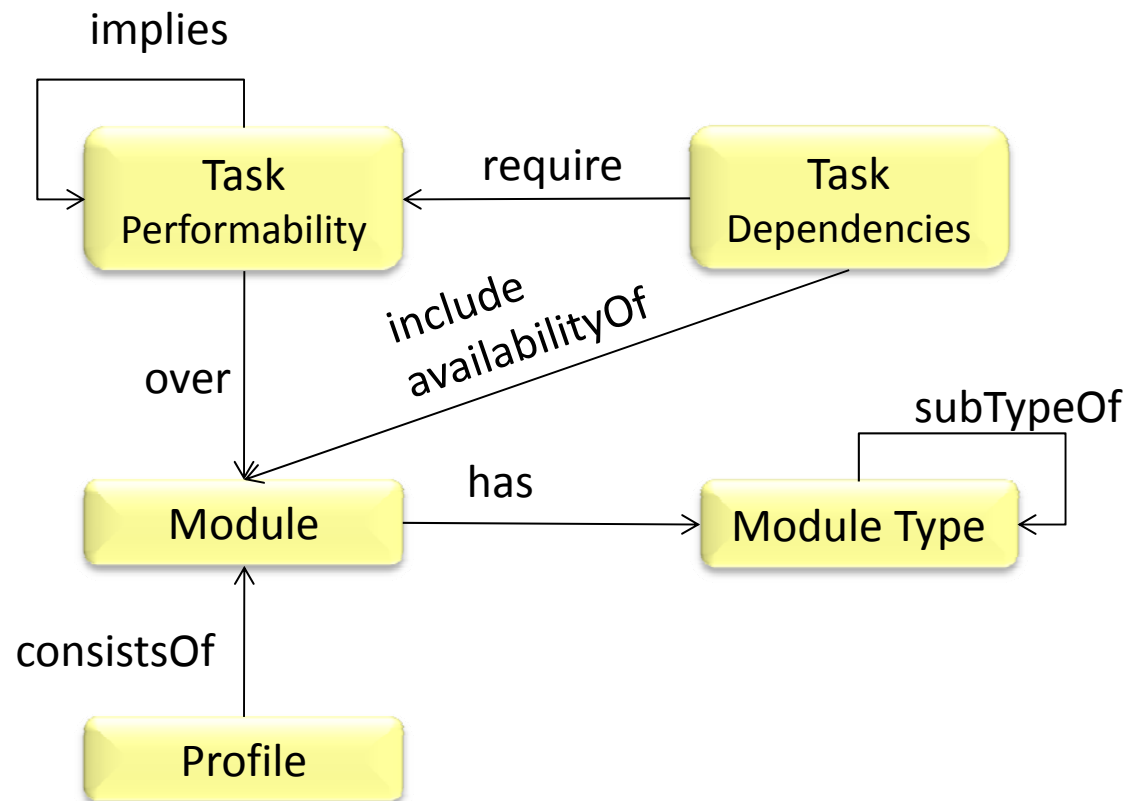 implies
Task
Performability
require
Task
Dependencies
include
availabilityOf
over
subTypeOf
has
Module
Module Type
consistsOf
Profile